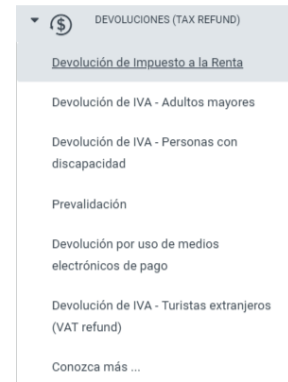 DEVOLUCIONES (TAX REFUND)
Devolución de Impuesto a la Renta
Devolución de IVA - Adultos mayores
Devolución de IVA - Personas con
discapacidad
Prevalidación
Devolución por uso de medios
electrónicos de pago
Devolución de IVA - Turistas extranjeros
(VAT refund)
Conozca más ...